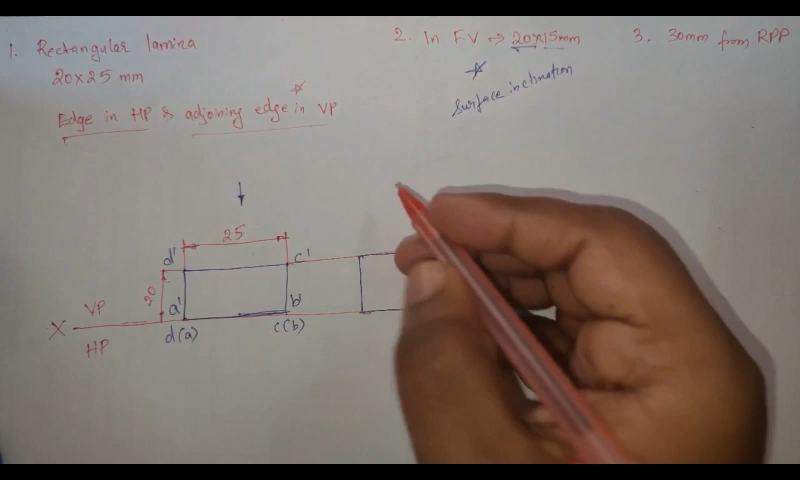 1. Rectangular lamina
20x25 mm
Edge in HP & adjoining edge in VP
2. In F.V → 20x15mm
surface inclination
3. 30mm from RPP
25
d' c'
20
a' b'
X VP
HP
d(a) c(b)